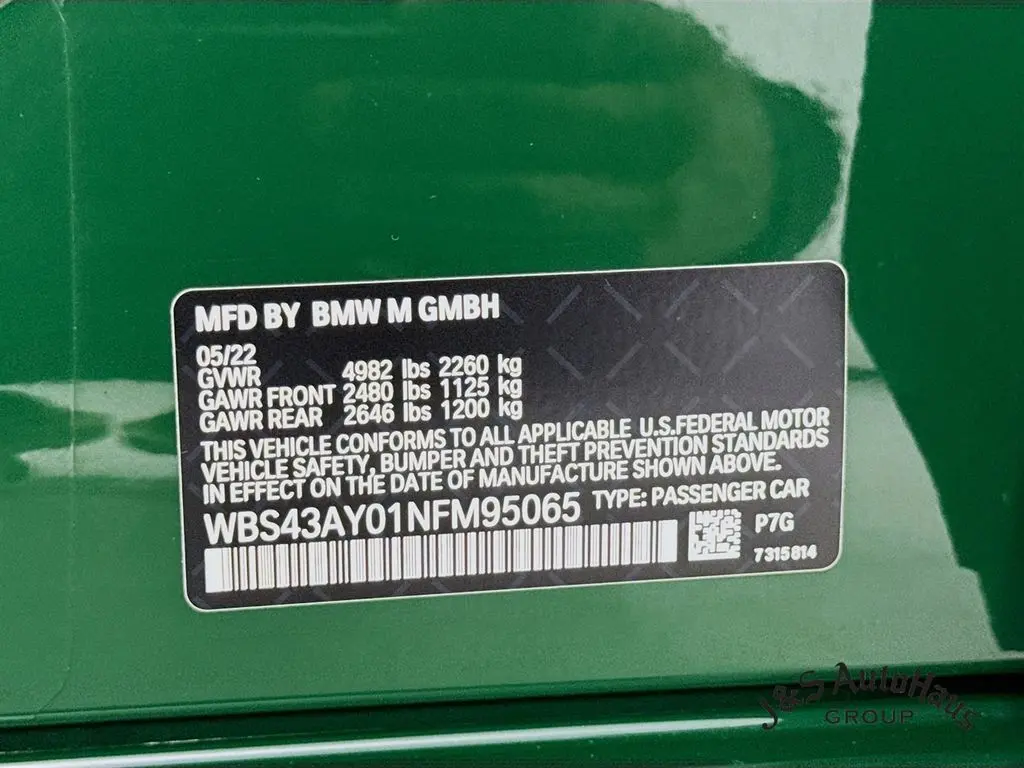 MFD BY BMW M GMBH
05/22
GVWR 4982 lbs 2260 kg
GAWR FRONT 2480 lbs 1125 kg
GAWR REAR 2646 lbs 1200 kg
THIS VEHICLE CONFORMS TO ALL APPLICABLE U.S.FEDERAL MOTOR
VEHICLE SAFETY, BUMPER AND THEFT PREVENTION STANDARDS
IN EFFECT ON THE DATE OF MANUFACTURE SHOWN ABOVE.
WBS43AY01NFM95065 TYPE: PASSENGER CAR
P7G
7315814
J&S AutoHaus
GROUP